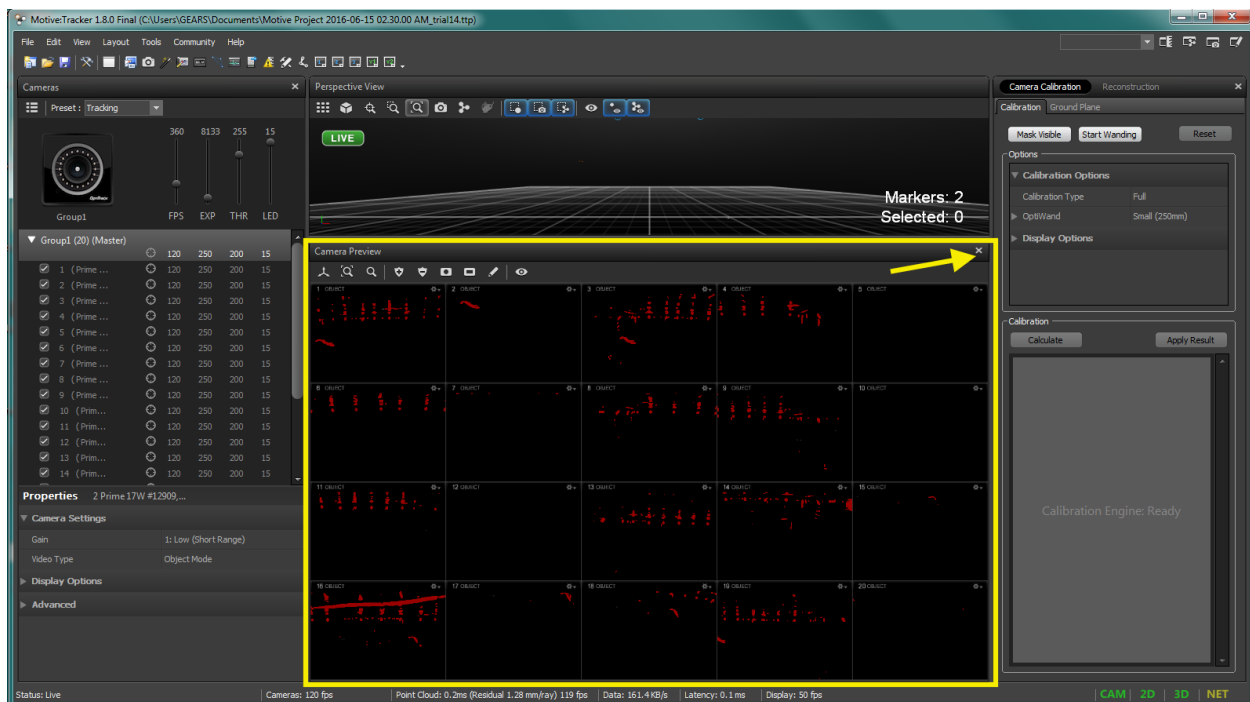 Motive:Tracker 1.8.0 Final (C:\Users\GEARS\Documents\Motive Project 2016-06-15 02.30.00 AM_trial14.ttp)
File Edit View Layout Tools Community Help
Cameras
Preset : Tracking
360 8133 255 15
OptiTrack
Group1 FPS EXP THR LED
Group1 (20) (Master)
120 250 200 15
1 (Prime ... 120 250 200 15
2 (Prime ... 120 250 200 15
3 (Prime ... 120 250 200 15
4 (Prime ... 120 250 200 15
5 (Prime ... 120 250 200 15
6 (Prime ... 120 250 200 15
7 (Prime ... 120 250 200 15
8 (Prime ... 120 250 200 15
9 (Prime ... 120 250 200 15
10 (Prim... 120 250 200 15
11 (Prim... 120 250 200 15
12 (Prim... 120 250 200 15
13 (Prim... 120 250 200 15
14 (Prim... 120 250 200 15
Properties 2 Prime 17W #12909,...
Camera Settings
Gain 1: Low (Short Range)
Video Type Object Mode
Display Options
Advanced
Perspective View
LIVE
Markers: 2
Selected: 0
Camera Preview
1 OBJECT 2 OBJECT 3 OBJECT 4 OBJECT 5 OBJECT
6 OBJECT 7 OBJECT 8 OBJECT 9 OBJECT 10 OBJECT
11 OBJECT 12 OBJECT 13 OBJECT 14 OBJECT 15 OBJECT
16 OBJECT 17 OBJECT 18 OBJECT 19 OBJECT 20 OBJECT
Camera Calibration Reconstruction
Calibration Ground Plane
Mask Visible Start Wanding Reset
Options
Calibration Options
Calibration Type Full
OptiWand Small (250mm)
Display Options
Calibration
Calculate Apply Result
Calibration Engine: Ready
Status: Live Cameras: 120 fps Point Cloud: 0.2ms (Residual 1.28 mm/ray) 119 fps Data: 161.4 KB/s Latency: 0.1 ms Display: 50 fps CAM 2D 3D NET